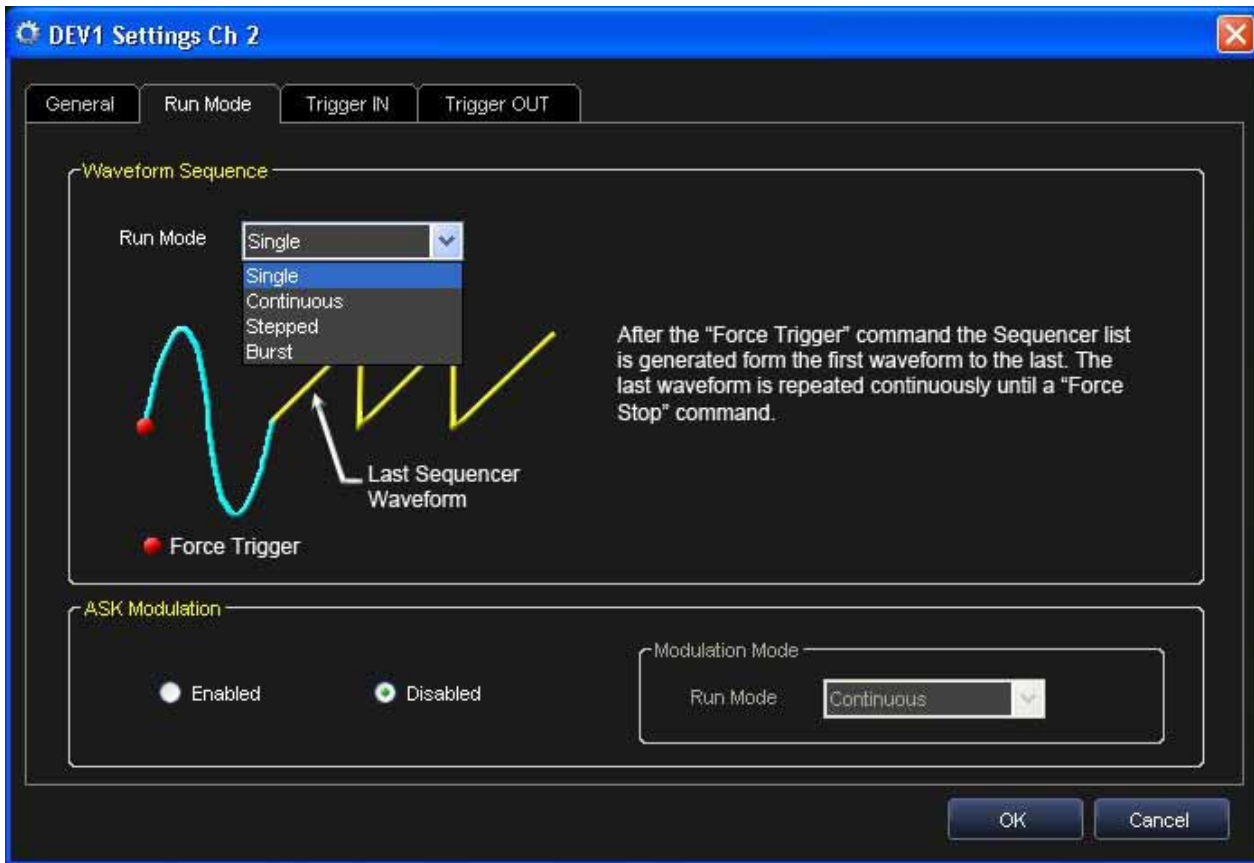 DEV1 Settings Ch 2
General
Run Mode
Trigger IN
Trigger OUT
Waveform Sequence
Run Mode
Single
Single
Continuous
Stepped
Burst
After the “Force Trigger” command the Sequencer list
is generated form the first waveform to the last. The
last waveform is repeated continuously until a “Force
Stop” command.
Last Sequencer
Waveform
Force Trigger
ASK Modulation
Enabled
Disabled
Modulation Mode
Run Mode
Continuous
OK
Cancel